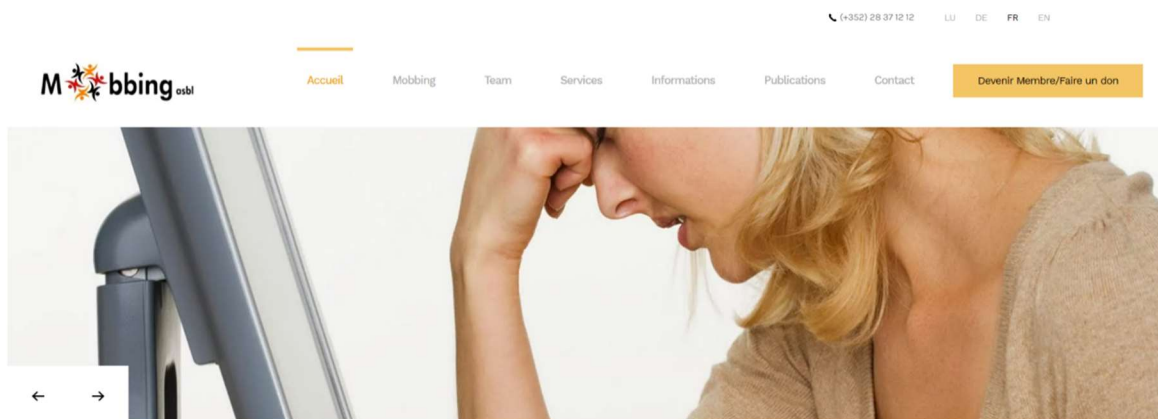 (+352) 28 37 12 12 LU DE FR EN
Mobbing asbl
Accueil Mobbing Team Services Informations Publications Contact Devenir Membre/Faire un don